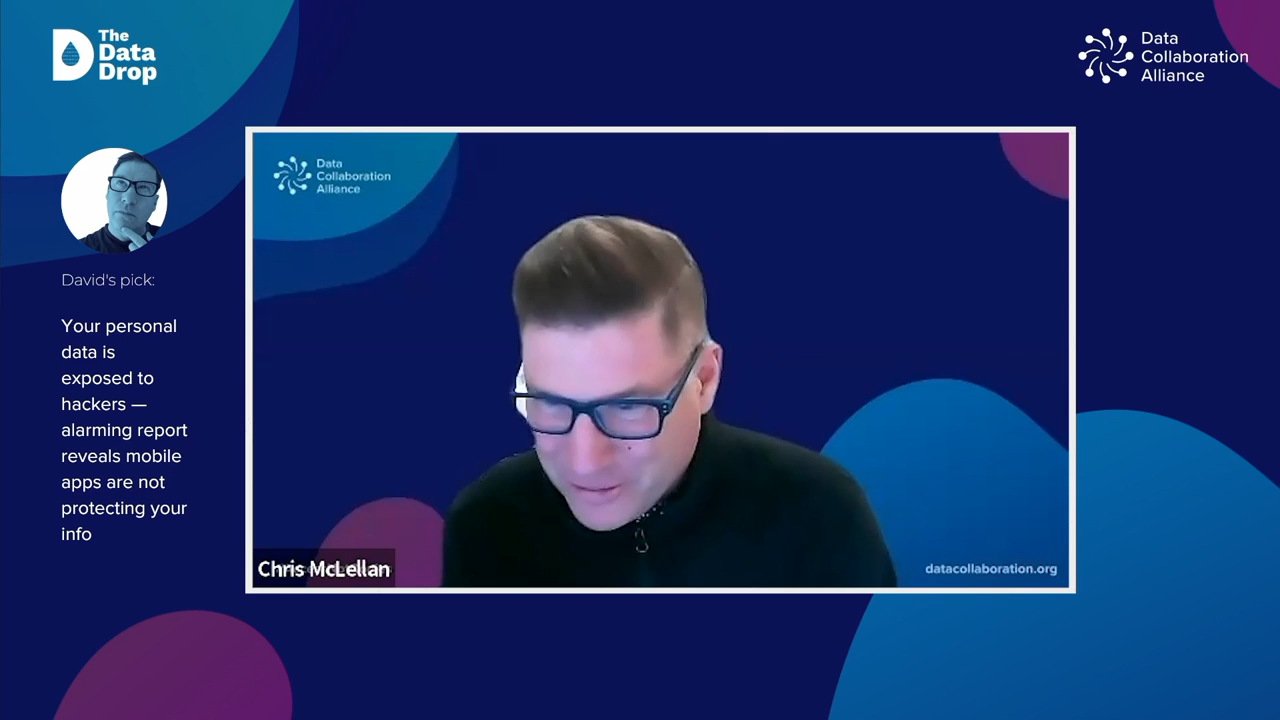 The
Data
Drop
Data
Collaboration
Alliance
David's pick:
Your personal
data is
exposed to
hackers —
alarming report
reveals mobile
apps are not
protecting your
info
Data
Collaboration
Alliance
Chris McLellan
datacollaboration.org